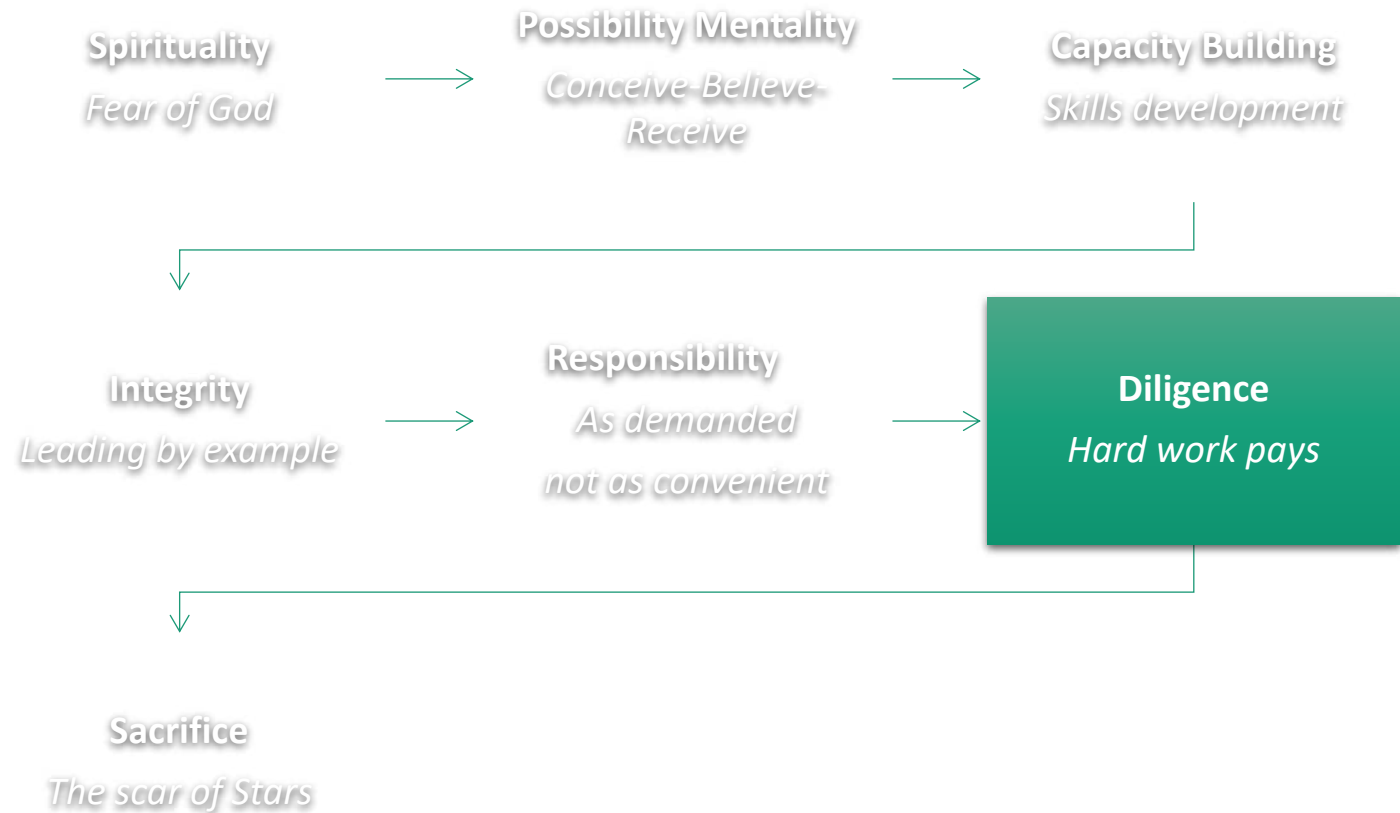 Spirituality
Fear of God
Possibility Mentality
Conceive-Believe-
Receive
Capacity Building
Skills development
Integrity
Leading by example
Responsibility
As demanded
not as convenient
Diligence
Hard work pays
Sacrifice
The scar of Stars